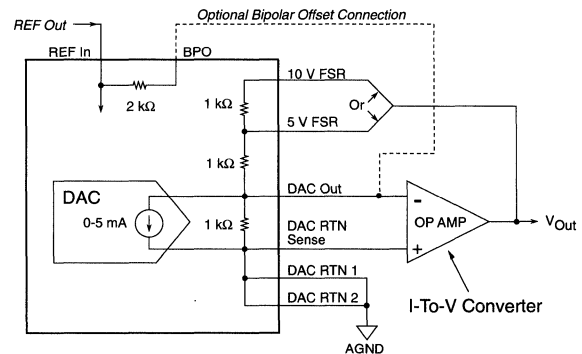 Optional Bipolar Offset Connection
REF Out
REF In
BPO
2 kΩ
10 V FSR
1 kΩ
Or
5 V FSR
1 kΩ
DAC
DAC Out
0-5 mA
1 kΩ
DAC RTN
Sense
-
OP AMP
+
VOut
DAC RTN 1
DAC RTN 2
I-To-V Converter
AGND